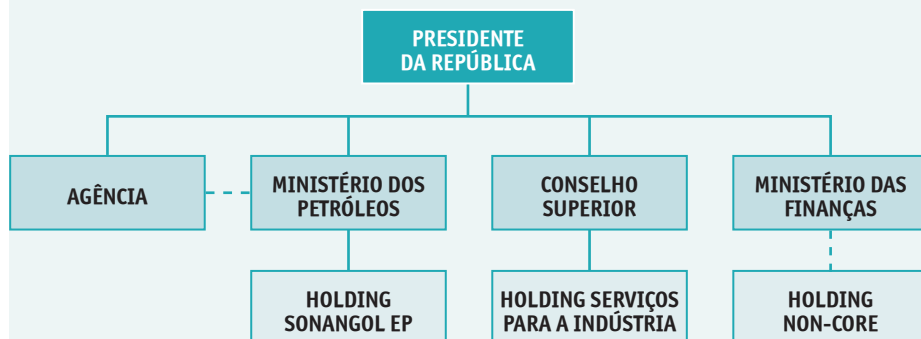 PRESIDENTE
DA REPÚBLICA
AGÊNCIA
MINISTÉRIO DOS
PETRÓLEOS
CONSELHO
SUPERIOR
MINISTÉRIO DAS
FINANÇAS
HOLDING
SONANGOL EP
HOLDING SERVIÇOS
PARA A INDÚSTRIA
HOLDING
NON-CORE